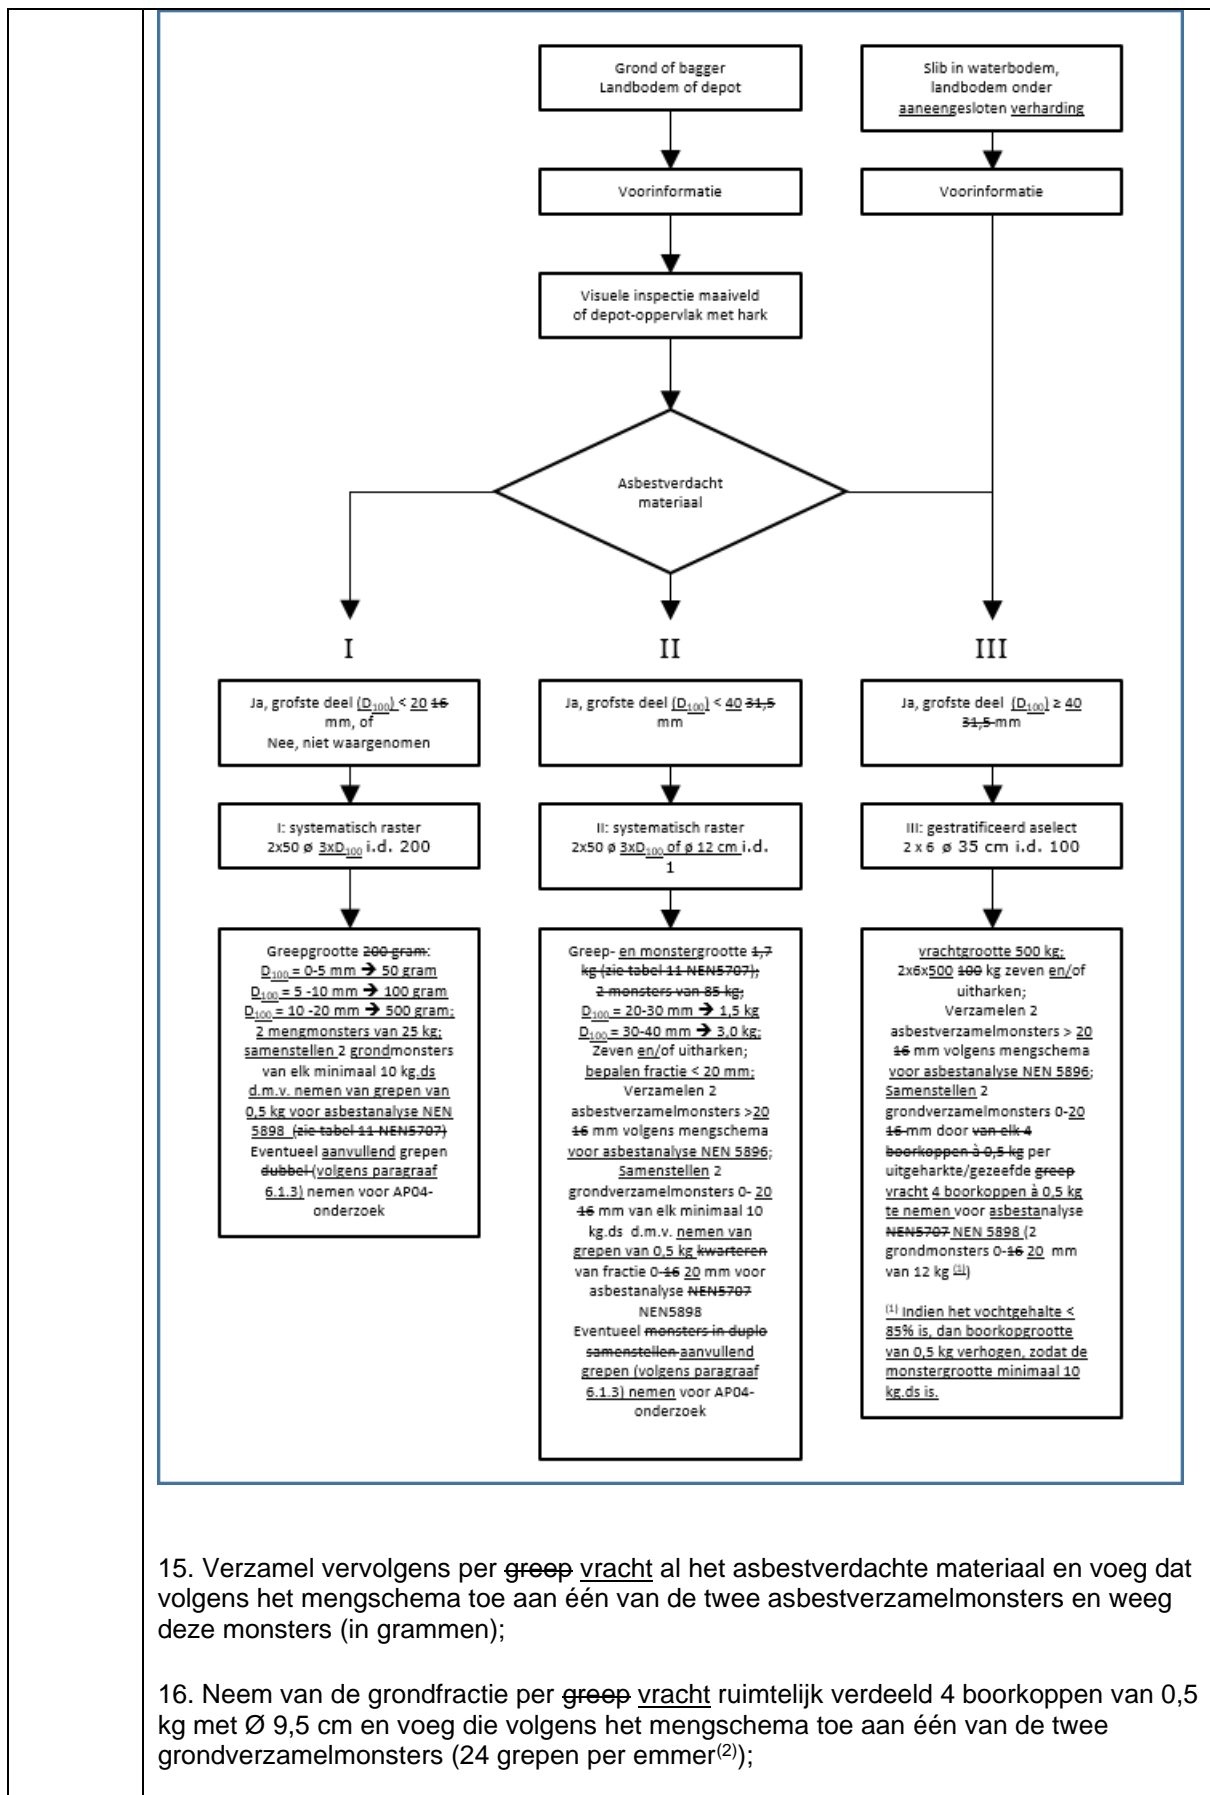 Grond of bagger
Landbodem of depot
Slib in waterbodem,
landbodem onder
aaneengesloten verharding
Voorinformatie
Voorinformatie
Visuele inspectie maaiveld
of depot-oppervlak met hark
Asbestverdacht
materiaal
I
II
III
Ja, grofste deel (D100) < 20 16
mm, of
Nee, niet waargenomen
Ja, grofste deel (D100) < 40 31,5
mm
Ja, grofste deel (D100) ≥ 40
31,5 mm
I: systematisch raster
2x50 ø 3xD100 i.d. 200
II: systematisch raster
2x50 ø 3xD100 of ø 12 cm i.d.
1
III: gestratificeerd aselect
2 x 6 ø 35 cm i.d. 100
Greepgrootte 200 gram:
D100 = 0-5 mm ➔ 50 gram
D100 = 5 -10 mm ➔ 100 gram
D100 = 10 -20 mm ➔ 500 gram;
2 mengmonsters van 25 kg;
samenstellen 2 grondmonsters
van elk minimaal 10 kg.ds
d.m.v. nemen van grepen van
0,5 kg voor asbestanalyse NEN
5898 (zie tabel 11 NEN5707)
Eventueel aanvullend grepen
dubbel (volgens paragraaf
6.1.3) nemen voor AP04-
onderzoek
Greep- en monstergrootte 1,7
kg (zie tabel 11 NEN5707);
2 monsters van 85 kg;
D100 = 20-30 mm ➔ 1,5 kg
D100 = 30-40 mm ➔ 3,0 kg;
Zeven en/of uitharken;
bepalen fractie < 20 mm;
Verzamelen 2
asbestverzamelmonsters >20
16 mm volgens mengschema
voor asbestanalyse NEN 5896;
Samenstellen 2
grondverzamelmonsters 0- 20
16 mm van elk minimaal 10
kg.ds d.m.v. nemen van
grepen van 0,5 kg kwarteren
van fractie 0-16 20 mm voor
asbestanalyse NEN5707
NEN5898
Eventueel monsters in duplo
samenstellen aanvullend
grepen (volgens paragraaf
6.1.3) nemen voor AP04-
onderzoek
vrachtgrootte 500 kg;
2x6x500 100 kg zeven en/of
uitharken;
Verzamelen 2
asbestverzamelmonsters > 20
16 mm volgens mengschema
voor asbestanalyse NEN 5896;
Samenstellen 2
grondverzamelmonsters 0-20
16 mm door van elk 4
boorkoppen à 0,5 kg per
uitgeharkte/gezeefde greep
vracht 4 boorkoppen à 0,5 kg
te nemen voor asbestanalyse
NEN5707 NEN 5898 (2
grondmonsters 0-16 20 mm
van 12 kg (1))
(1) Indien het vochtgehalte <
85% is, dan boorkopgrootte
van 0,5 kg verhogen, zodat de
monstergrootte minimaal 10
kg.ds is.
15. Verzamel vervolgens per greep vracht al het asbestverdachte materiaal en voeg dat
volgens het mengschema toe aan één van de twee asbestverzamelmonsters en weeg
deze monsters (in grammen);
16. Neem van de grondfractie per greep vracht ruimtelijk verdeeld 4 boorkoppen van 0,5
kg met Ø 9,5 cm en voeg die volgens het mengschema toe aan één van de twee
grondverzamelmonsters (24 grepen per emmer(2));